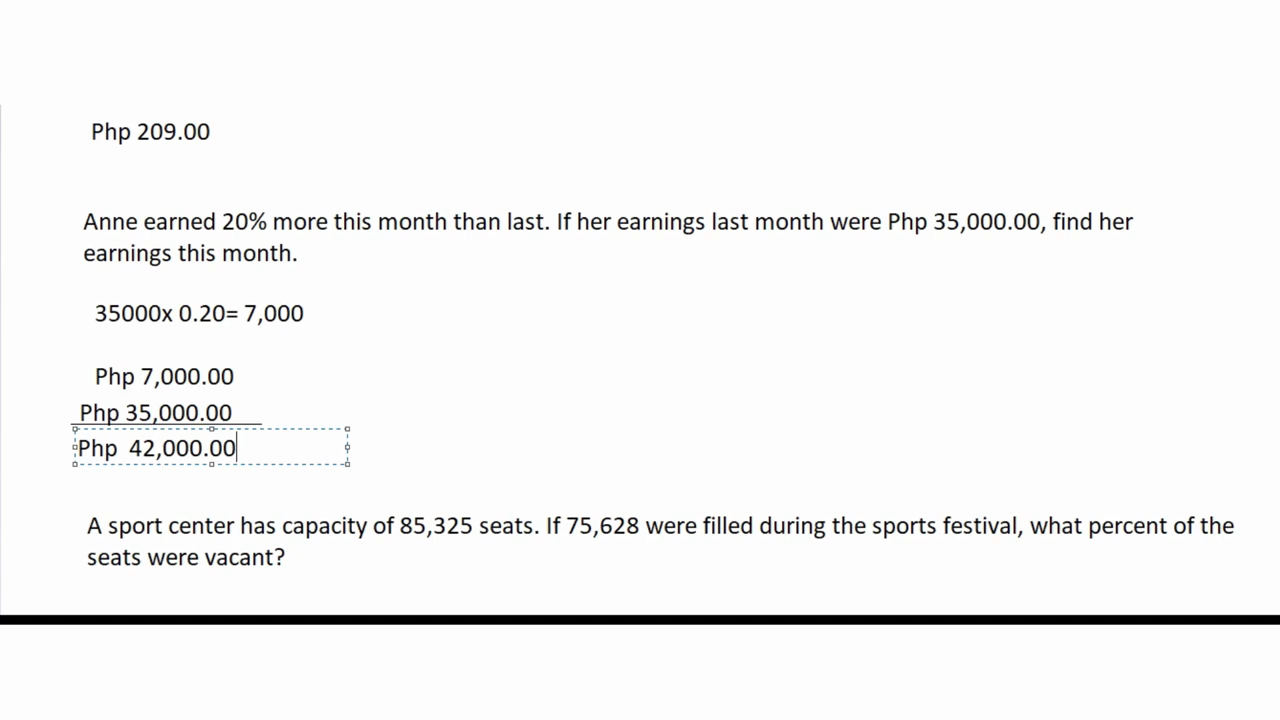 Php 209.00
Anne earned 20% more this month than last. If her earnings last month were Php 35,000.00, find her
earnings this month.
35000x 0.20= 7,000
Php 7,000.00
Php 35,000.00
Php  42,000.00
A sport center has capacity of 85,325 seats. If 75,628 were filled during the sports festival, what percent of the
seats were vacant?